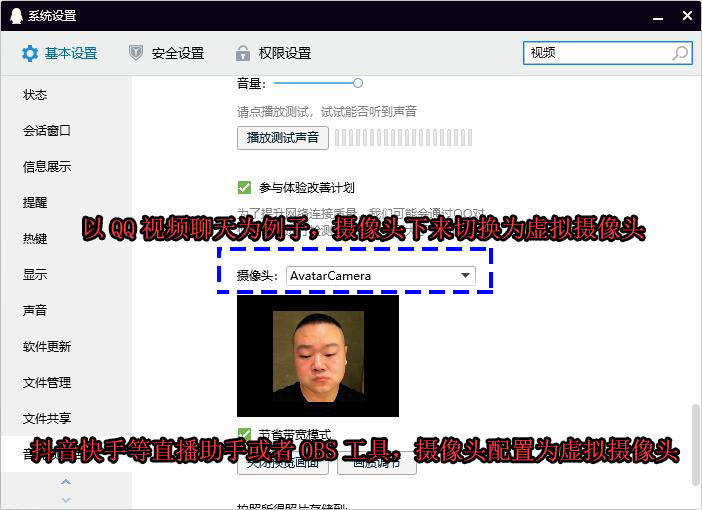 系统设置
基本设置
安全设置
权限设置
视频
状态
会话窗口
信息展示
提醒
热键
显示
声音
软件更新
文件管理
文件共享
音量:
请点播放测试，试试能否听到声音
播放测试声音
参与体验改善计划
为了提升网络连接质量，我们可能会通过QQ对
以QQ视频聊天为例子，摄像头下来切换为虚拟摄像头
摄像头:
AvatarCamera
节省带宽模式
抖音快手等直播助手或者OBS工具，摄像头配置为虚拟摄像头
关闭预览画面
画质调节
拍照所得照片存储到: